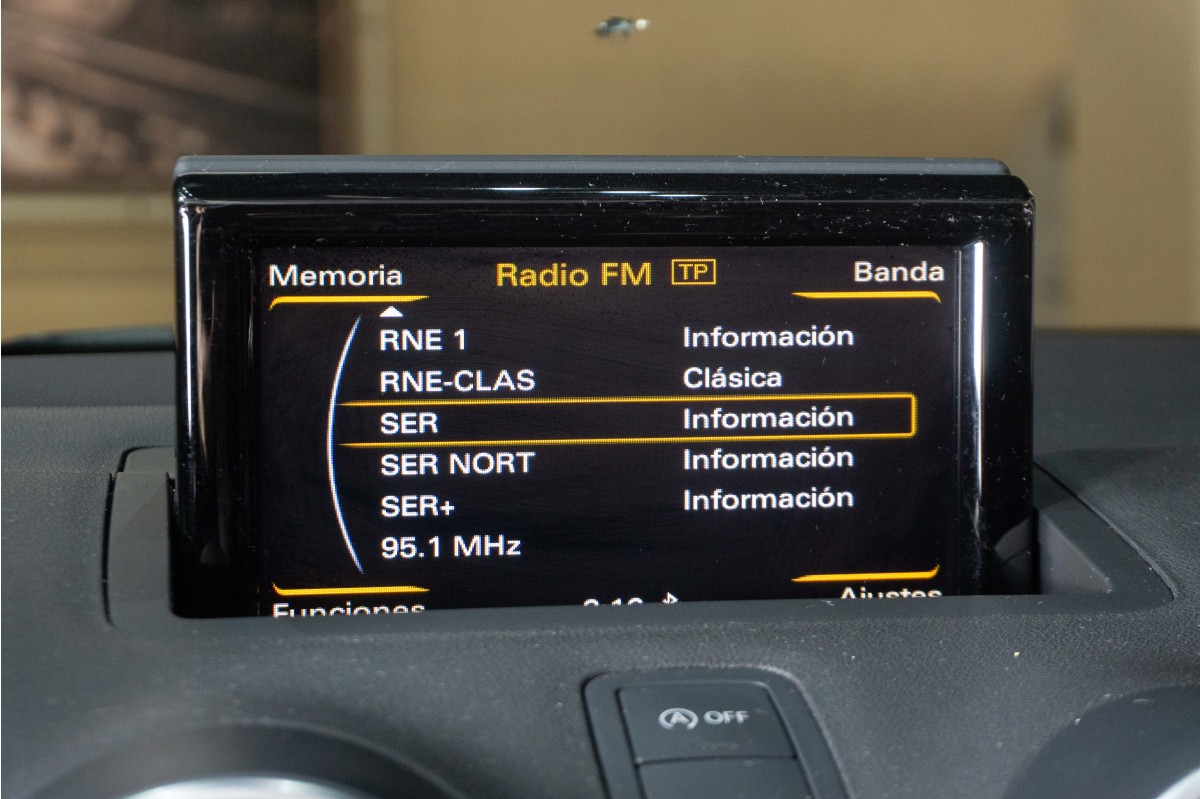 Memoria Radio FM TP Banda
RNE 1 Información
RNE-CLAS Clásica
SER Información
SER NORT Información
SER+ Información
95.1 MHz
Funciones Ajustes
A OFF